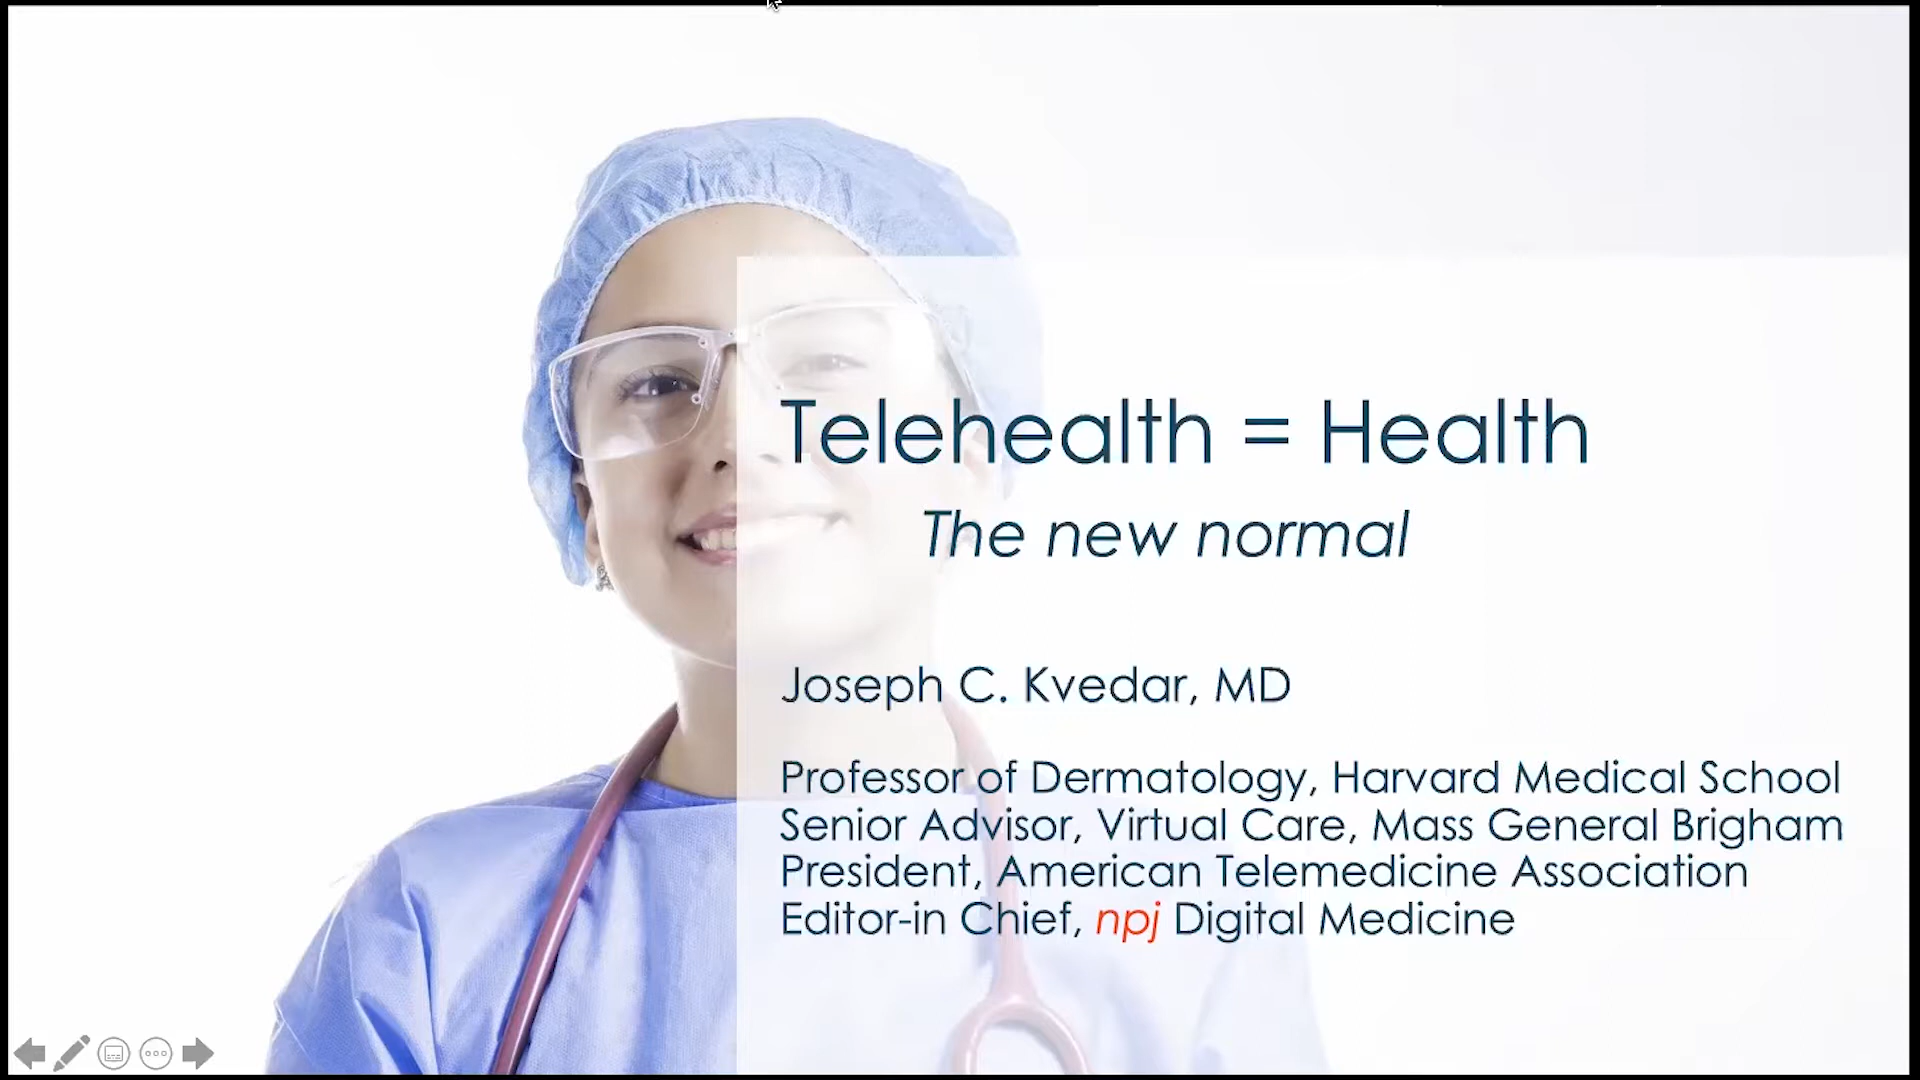 Telehealth = Health
The new normal
Joseph C. Kvedar, MD
Professor of Dermatology, Harvard Medical School
Senior Advisor, Virtual Care, Mass General Brigham
President, American Telemedicine Association
Editor-in Chief, npj Digital Medicine